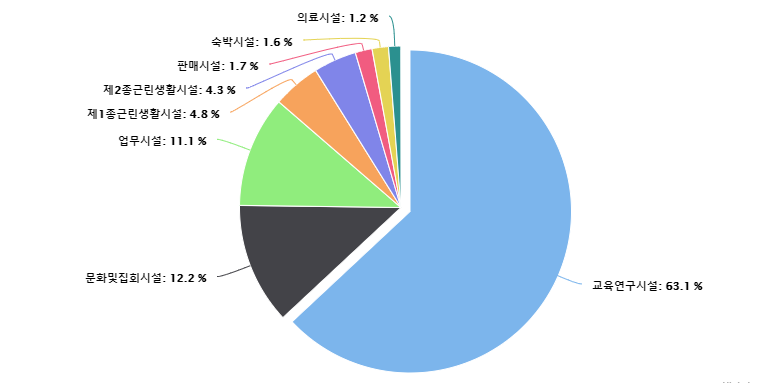 의료시설: 1.2 %
숙박시설: 1.6 %
판매시설: 1.7 %
제2종근린생활시설: 4.3 %
제1종근린생활시설: 4.8 %
업무시설: 11.1 %
문화및집회시설: 12.2 %
교육연구시설: 63.1 %